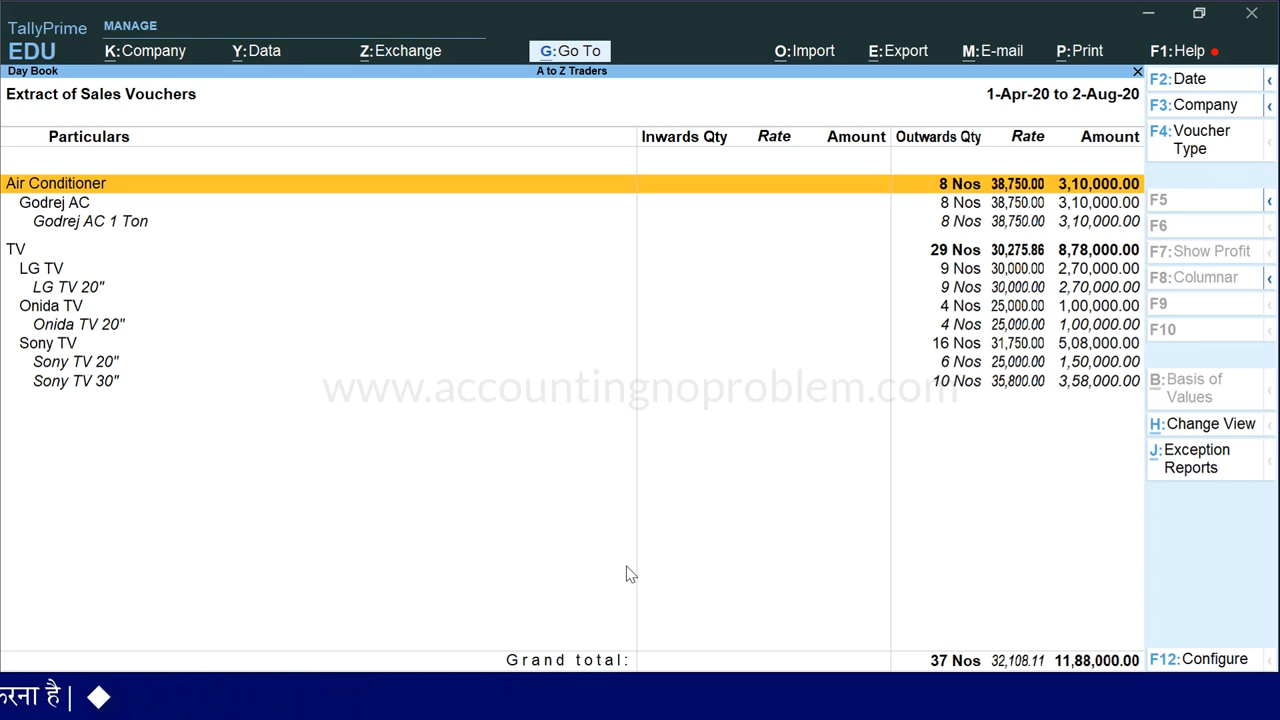 TallyPrime MANAGE
EDU K:Company Y:Data Z:Exchange G:Go To O:Import E:Export M:E-mail P:Print F1:Help
Day Book A to Z Traders ×
Extract of Sales Vouchers 1-Apr-20 to 2-Aug-20
Particulars Inwards Qty Rate Amount Outwards Qty Rate Amount
Air Conditioner 8 Nos 38,750.00 3,10,000.00
Godrej AC 8 Nos 38,750.00 3,10,000.00
Godrej AC 1 Ton 8 Nos 38,750.00 3,10,000.00
TV 29 Nos 30,275.86 8,78,000.00
LG TV 9 Nos 30,000.00 2,70,000.00
LG TV 20" 9 Nos 30,000.00 2,70,000.00
Onida TV 4 Nos 25,000.00 1,00,000.00
Onida TV 20" 4 Nos 25,000.00 1,00,000.00
Sony TV 16 Nos 31,750.00 5,08,000.00
Sony TV 20" 6 Nos 25,000.00 1,50,000.00
Sony TV 30" 10 Nos 35,800.00 3,58,000.00
www.accountingnoproblem.com
Grand total: 37 Nos 32,108.11 11,88,000.00
F2:Date
F3:Company
F4:Voucher
Type
F5
F6
F7:Show Profit
F8:Columnar
F9
F10
B:Basis of
Values
H:Change View
J:Exception
Reports
F12:Configure
करना है |